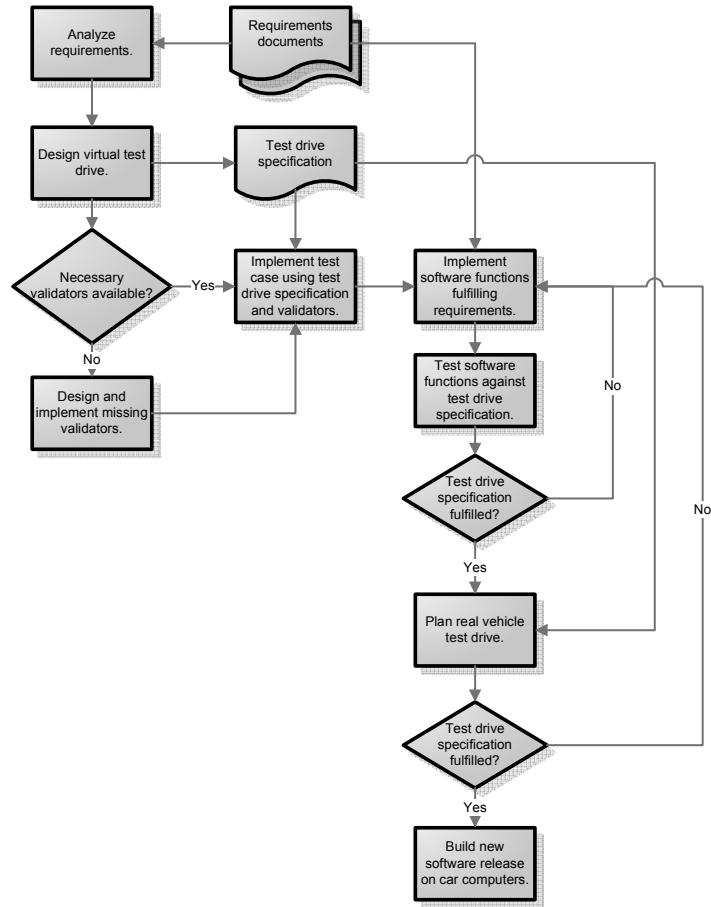 Analyze
requirements.
Requirements
documents
Design virtual test
drive.
Test drive
specification
Necessary
validators available?
Yes
Implement test
case using test
drive specification
and validators.
Implement
software functions
fulfilling
requirements.
No
Design and
implement missing
validators.
Test software
functions against
test drive
specification.
No
Test drive
specification
fulfilled?
No
Yes
Plan real vehicle
test drive.
Test drive
specification
fulfilled?
Yes
Build new
software release
on car computers.